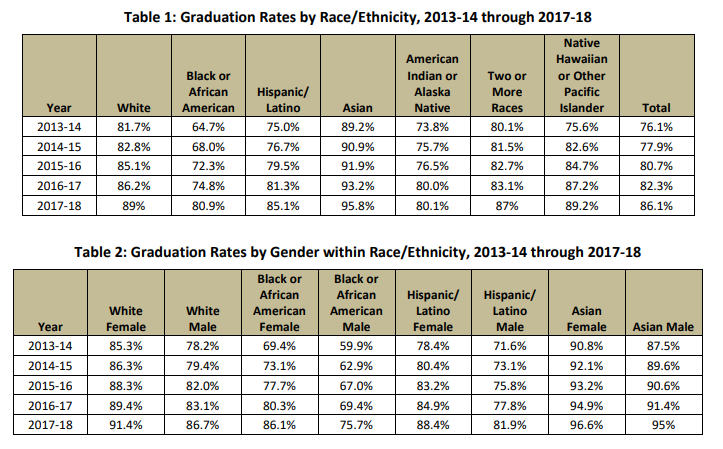 Table 1: Graduation Rates by Race/Ethnicity, 2013-14 through 2017-18
Year White Black or African American Hispanic/ Latino Asian American Indian or Alaska Native Two or More Races Native Hawaiian or Other Pacific Islander Total
2013-14 81.7% 64.7% 75.0% 89.2% 73.8% 80.1% 75.6% 76.1%
2014-15 82.8% 68.0% 76.7% 90.9% 75.7% 81.5% 82.6% 77.9%
2015-16 85.1% 72.3% 79.5% 91.9% 76.5% 82.7% 84.7% 80.7%
2016-17 86.2% 74.8% 81.3% 93.2% 80.0% 83.1% 87.2% 82.3%
2017-18 89% 80.9% 85.1% 95.8% 80.1% 87% 89.2% 86.1%
Table 2: Graduation Rates by Gender within Race/Ethnicity, 2013-14 through 2017-18
Year White Female White Male Black or African American Female Black or African American Male Hispanic/ Latino Female Hispanic/ Latino Male Asian Female Asian Male
2013-14 85.3% 78.2% 69.4% 59.9% 78.4% 71.6% 90.8% 87.5%
2014-15 86.3% 79.4% 73.1% 62.9% 80.4% 73.1% 92.1% 89.6%
2015-16 88.3% 82.0% 77.7% 67.0% 83.2% 75.8% 93.2% 90.6%
2016-17 89.4% 83.1% 80.3% 69.4% 84.9% 77.8% 94.9% 91.4%
2017-18 91.4% 86.7% 86.1% 75.7% 88.4% 81.9% 96.6% 95%